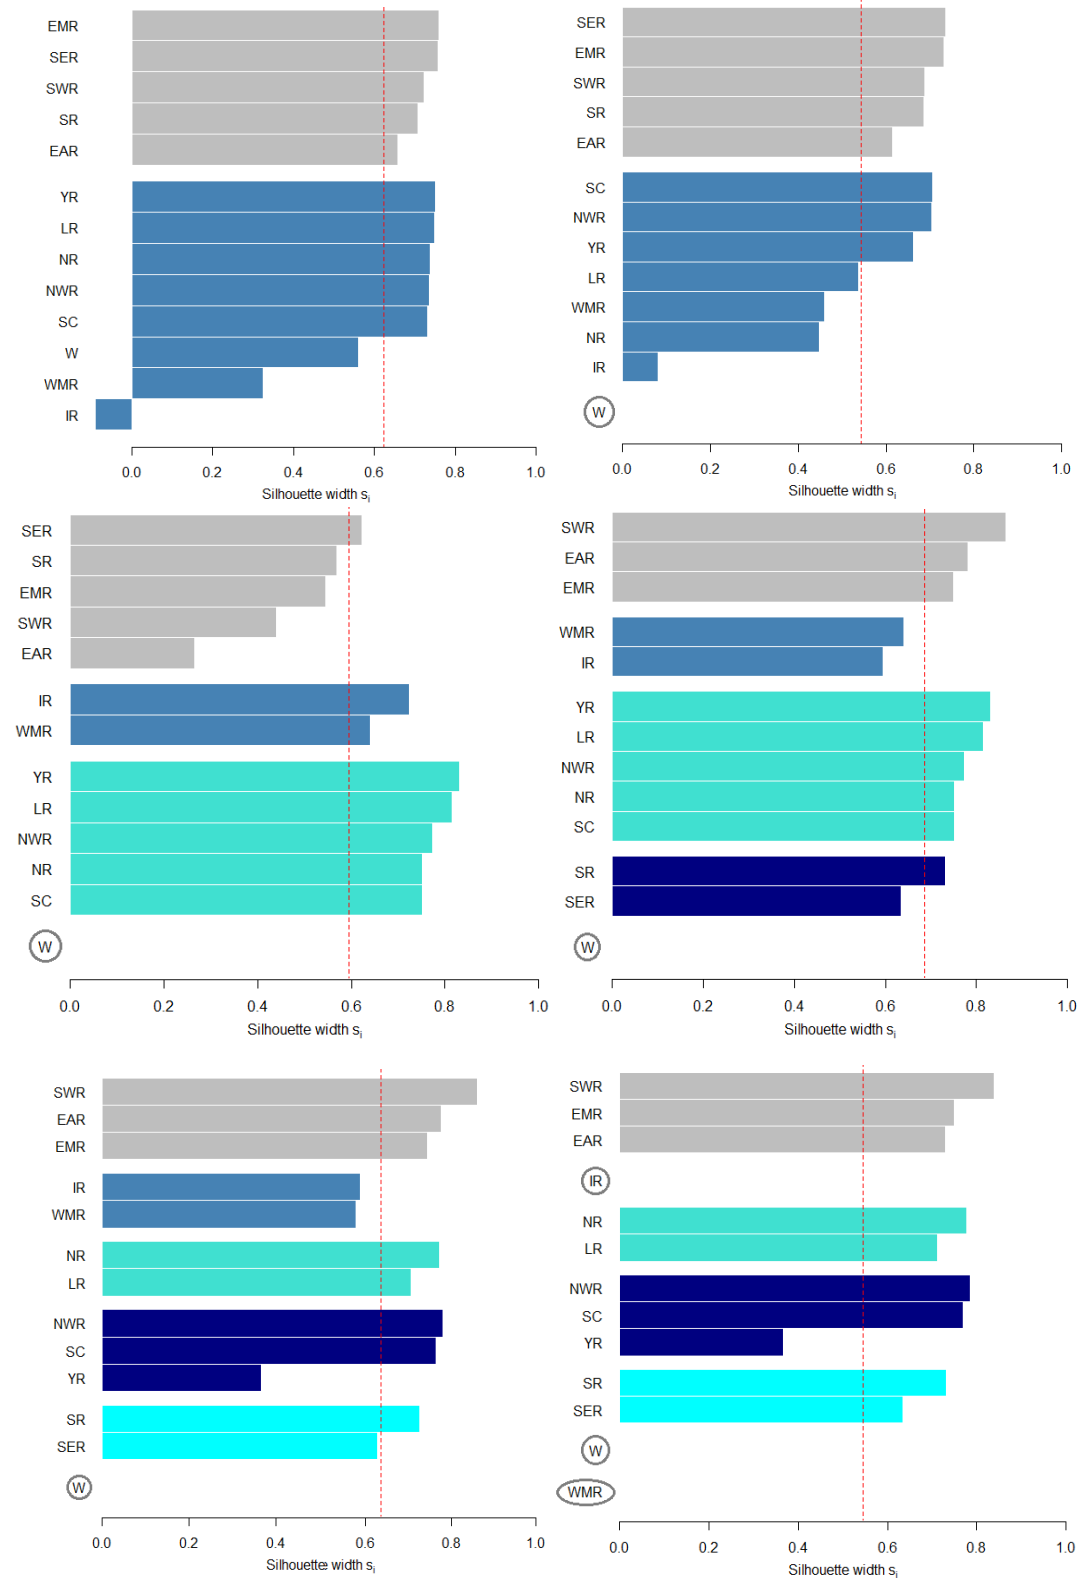 EMR
SER
SWR
SR
EAR
YR
LR
NR
NWR
SC
W
WMR
IR
0.0 0.2 0.4 0.6 0.8 1.0
Silhouette width si
SER
EMR
SWR
SR
EAR
SC
NWR
YR
LR
WMR
NR
IR
W
0.0 0.2 0.4 0.6 0.8 1.0
Silhouette width si
SER
SR
EMR
SWR
EAR
IR
WMR
YR
LR
NWR
NR
SC
W
0.0 0.2 0.4 0.6 0.8 1.0
Silhouette width si
SWR
EAR
EMR
WMR
IR
YR
LR
NWR
NR
SC
SR
SER
W
0.0 0.2 0.4 0.6 0.8 1.0
Silhouette width si
SWR
EAR
EMR
IR
WMR
NR
LR
NWR
SC
YR
SR
SER
W
0.0 0.2 0.4 0.6 0.8 1.0
Silhouette width si
SWR
EMR
EAR
IR
NR
LR
NWR
SC
YR
SR
SER
W
WMR
0.0 0.2 0.4 0.6 0.8 1.0
Silhouette width si